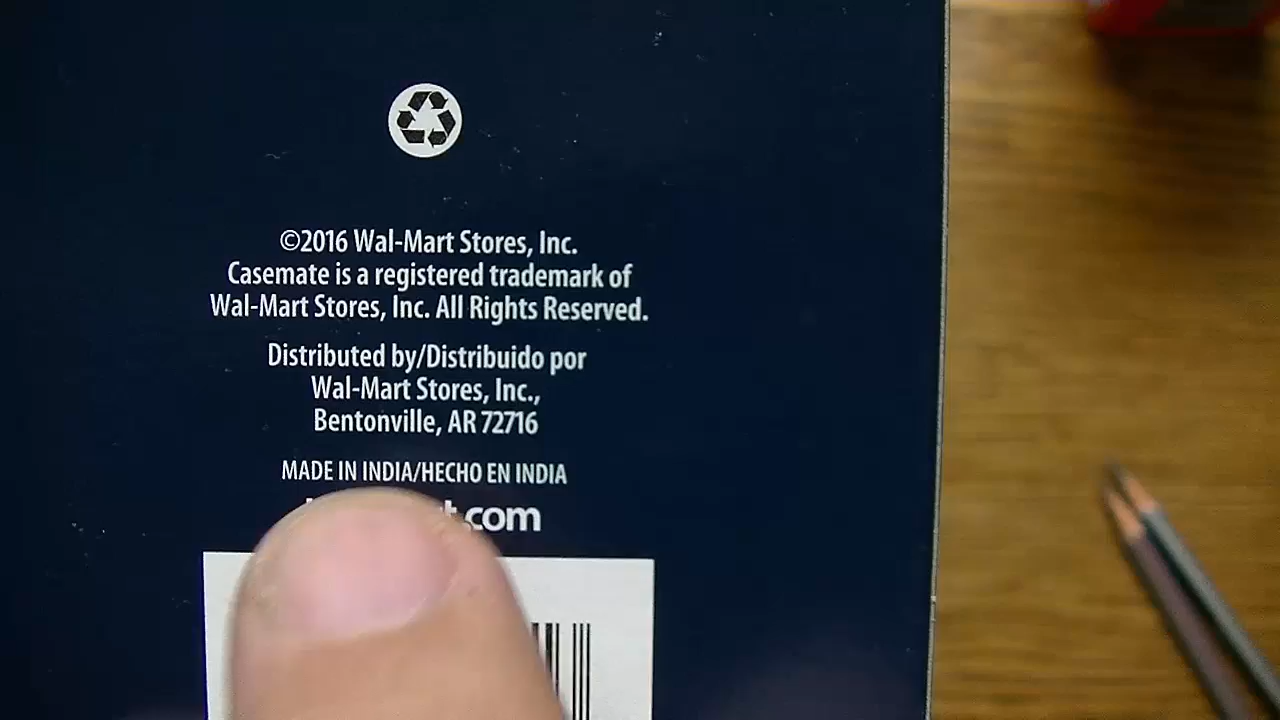 ©2016 Wal-Mart Stores, Inc.
Casemate is a registered trademark of
Wal-Mart Stores, Inc. All Rights Reserved.
Distributed by/Distribuido por
Wal-Mart Stores, Inc.,
Bentonville, AR 72716
MADE IN INDIA/HECHO EN INDIA
.com